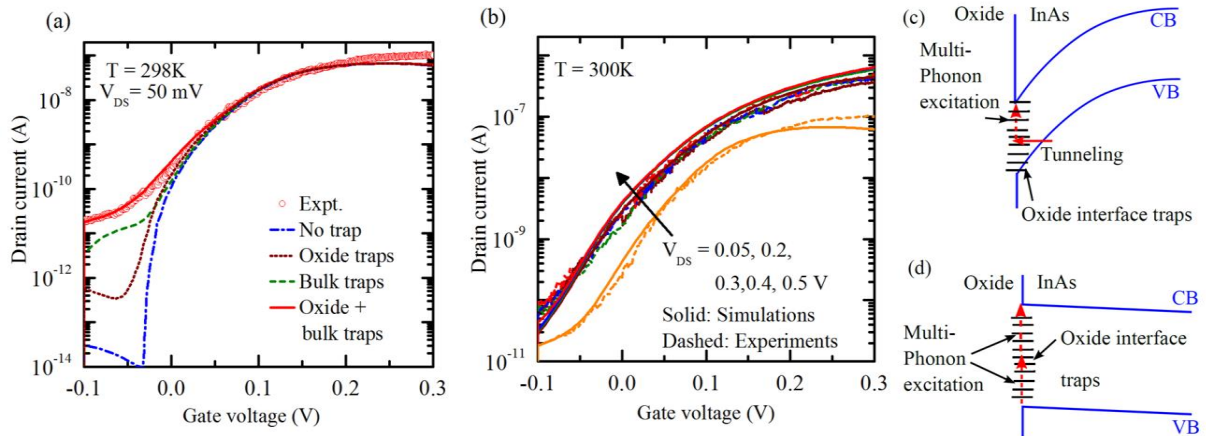 (a)
T = 298K
V_DS = 50 mV
10^-8
10^-10
10^-12
10^-14
Drain current (A)
Expt.
No trap
Oxide traps
Bulk traps
Oxide +
bulk traps
-0.1 0.0 0.1 0.2 0.3
Gate voltage (V)
(b)
T = 300K
10^-7
10^-9
10^-11
Drain current (A)
V_DS = 0.05, 0.2,
0.3,0.4, 0.5 V
Solid: Simulations
Dashed: Experiments
-0.1 0.0 0.1 0.2 0.3
Gate voltage (V)
(c)
Oxide InAs
CB
Multi-
Phonon
excitation
VB
Tunneling
Oxide interface traps
(d)
Oxide InAs
CB
Multi-
Phonon
excitation
Oxide interface
traps
VB